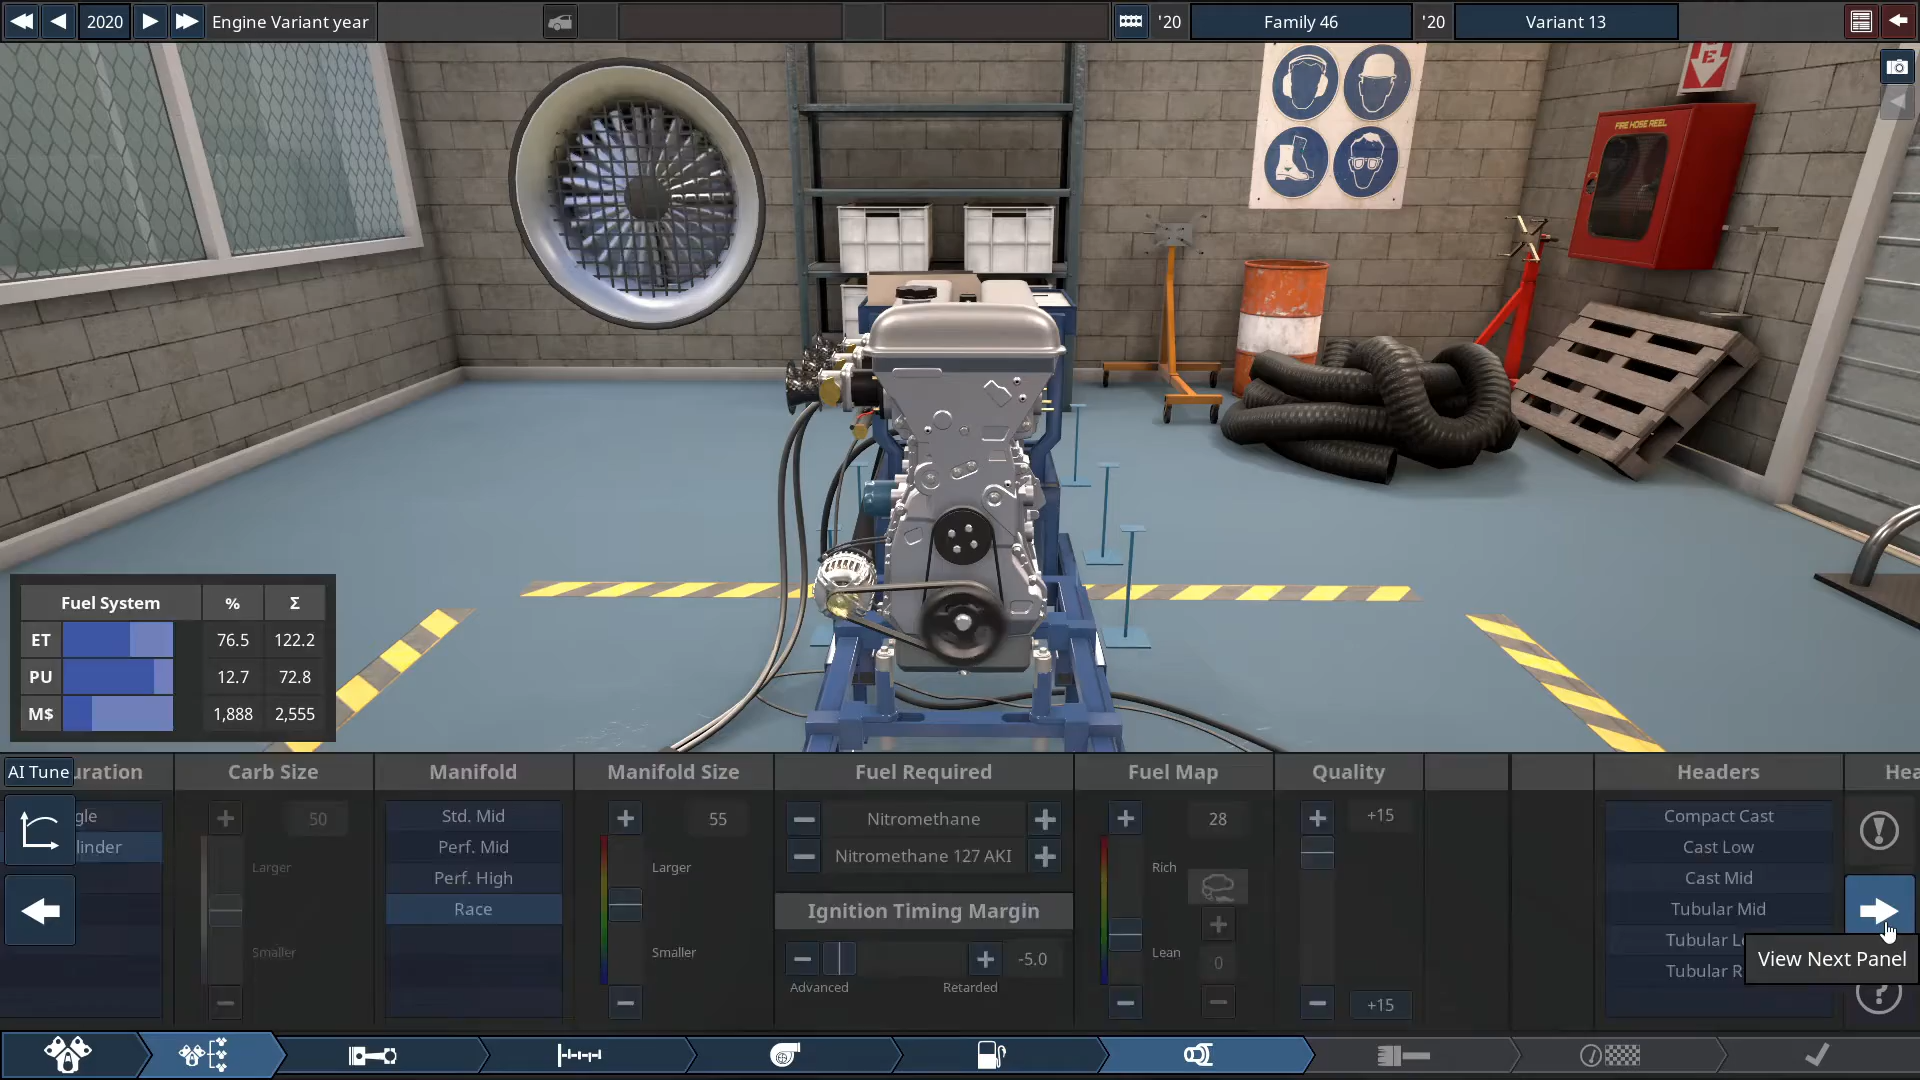 2020 Engine Variant year
'20 Family 46 '20 Variant 13
FIRE HOSE REEL
Fuel System % Σ
ET 76.5 122.2
PU 12.7 72.8
M$ 1,888 2,555
AI Tune
uration
gle
linder
Carb Size
50
Larger
Smaller
Manifold
Std. Mid
Perf. Mid
Perf. High
Race
Manifold Size
55
Larger
Smaller
Fuel Required
Nitromethane
Nitromethane 127 AKI
Ignition Timing Margin
-5.0
Advanced Retarded
Fuel Map
28
Rich
Lean
0
Quality
+15
+15
Headers
Compact Cast
Cast Low
Cast Mid
Tubular Mid
Tubular L
Tubular R
Hea
View Next Panel